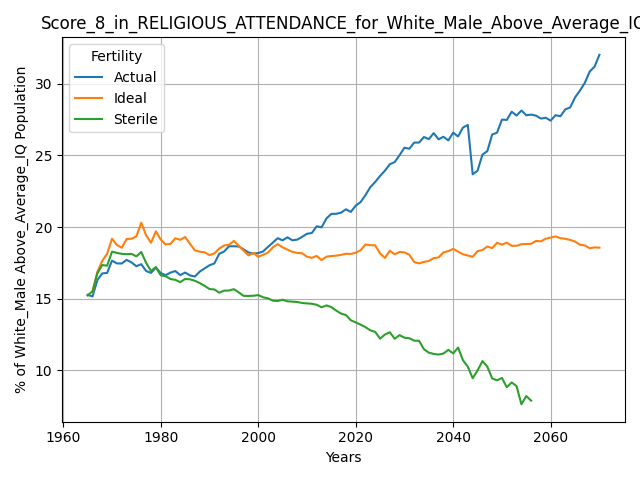 Score_8_in_RELIGIOUS_ATTENDANCE_for_White_Male_Above_Average_IQ
Fertility
Actual
Ideal
Sterile
% of White_Male Above_Average_IQ Population
30
25
20
15
10
1960 1980 2000 2020 2040 2060
Years